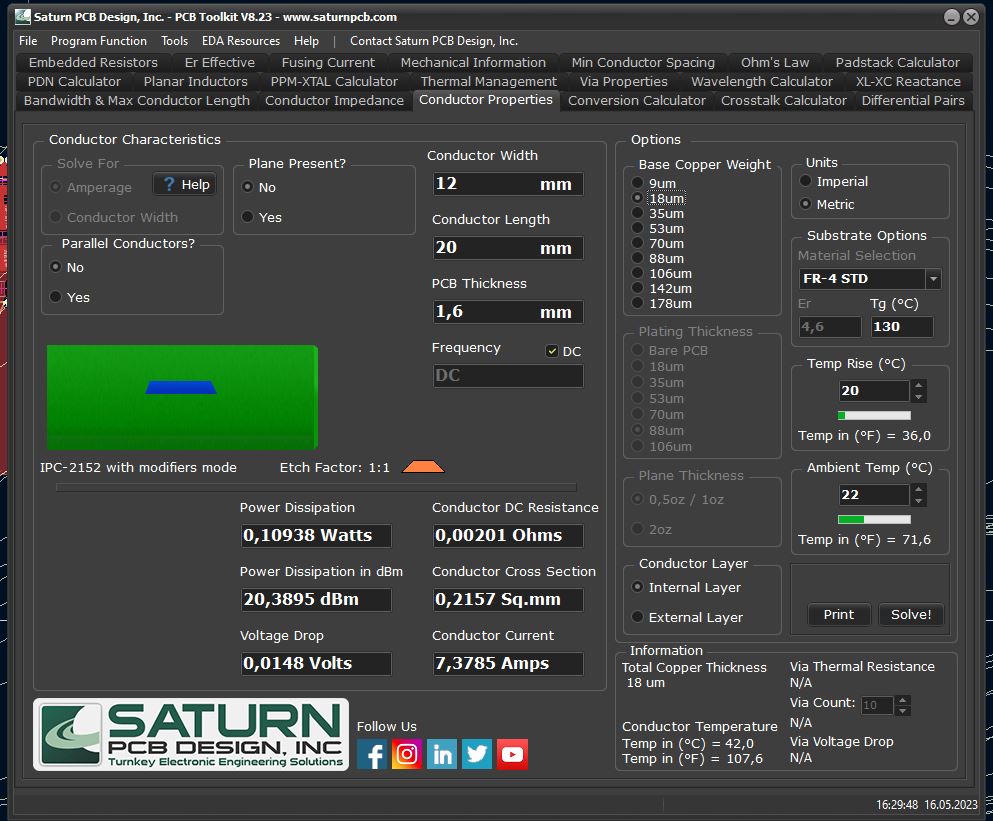 Saturn PCB Design, Inc. - PCB Toolkit V8.23 - www.saturnpcb.com
File Program Function Tools EDA Resources Help | Contact Saturn PCB Design, Inc.
Embedded Resistors Er Effective Fusing Current Mechanical Information Min Conductor Spacing Ohm's Law Padstack Calculator
PDN Calculator Planar Inductors PPM-XTAL Calculator Thermal Management Via Properties Wavelength Calculator XL-XC Reactance
Bandwidth & Max Conductor Length Conductor Impedance Conductor Properties Conversion Calculator Crosstalk Calculator Differential Pairs
Conductor Characteristics
Solve For
Amperage
? Help
Conductor Width
Plane Present?
No
Yes
Parallel Conductors?
No
Yes
Conductor Width
12 mm
Conductor Length
20 mm
PCB Thickness
1,6 mm
Frequency
DC
DC
IPC-2152 with modifiers mode
Etch Factor: 1:1
Power Dissipation
0,10938 Watts
Power Dissipation in dBm
20,3895 dBm
Voltage Drop
0,0148 Volts
Conductor DC Resistance
0,00201 Ohms
Conductor Cross Section
0,2157 Sq.mm
Conductor Current
7,3785 Amps
Options
Base Copper Weight
9um
18um
35um
53um
70um
88um
106um
142um
178um
Plating Thickness
Bare PCB
18um
35um
53um
70um
88um
106um
Plane Thickness
0,5oz / 1oz
2oz
Conductor Layer
Internal Layer
External Layer
Units
Imperial
Metric
Substrate Options
Material Selection
FR-4 STD
Er Tg (°C)
4,6 130
Temp Rise (°C)
20
Temp in (°F) = 36,0
Ambient Temp (°C)
22
Temp in (°F) = 71,6
Print
Solve!
Information
Total Copper Thickness
18 um
Conductor Temperature
Temp in (°C) = 42,0
Temp in (°F) = 107,6
Via Thermal Resistance
N/A
Via Count: 10
N/A
Via Voltage Drop
N/A
SATURN
PCB DESIGN, INC
Turnkey Electronic Engineering Solutions
Follow Us
16:29:48 16.05.2023